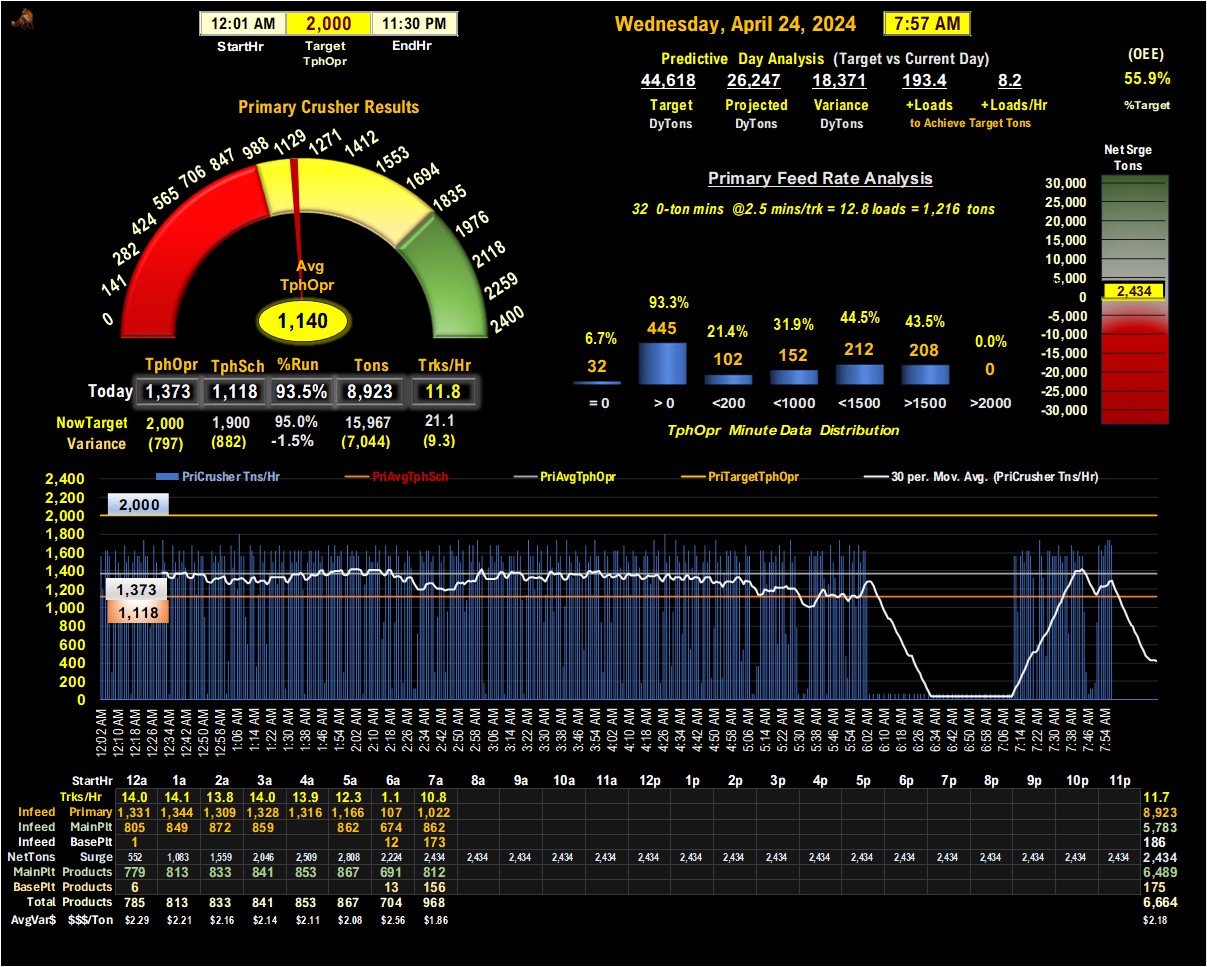 12:01 AM 2,000 11:30 PM
StartHr Target TphOpr EndHr
Wednesday, April 24, 2024 7:57 AM
Predictive Day Analysis (Target vs Current Day)
44,618 26,247 18,371 193.4 8.2
Target Projected Variance +Loads +Loads/Hr
DyTons DyTons DyTons to Achieve Target Tons
(OEE)
55.9%
%Target
Primary Crusher Results
0 141 282 424 565 706 847 988 1129 1271 1412 1553 1694 1835 1976 2118 2259 2400
Avg
TphOpr
1,140
TphOpr TphSch %Run Tons Trks/Hr
Today 1,373 1,118 93.5% 8,923 11.8
NowTarget 2,000 1,900 95.0% 15,967 21.1
Variance (797) (882) -1.5% (7,044) (9.3)
Primary Feed Rate Analysis
32 0-ton mins @2.5 mins/trk = 12.8 loads = 1,216 tons
6.7% 93.3% 21.4% 31.9% 44.5% 43.5% 0.0%
32 445 102 152 212 208 0
= 0 > 0 <200 <1000 <1500 >1500 >2000
TphOpr Minute Data Distribution
Net Srge
Tons
30,000
25,000
20,000
15,000
10,000
5,000
0
2,434
-5,000
-10,000
-15,000
-20,000
-25,000
-30,000
PriCrusher Tns/Hr PriAvgTphSch PriAvgTphOpr PriTargetTphOpr 30 per. Mov. Avg. (PriCrusher Tns/Hr)
2,400
2,200
2,000
1,800
1,600
1,400
1,200
1,000
800
600
400
200
0
2,000
1,373
1,118
12:02 AM 12:10 AM 12:18 AM 12:26 AM 12:34 AM 12:42 AM 12:50 AM 12:58 AM 1:06 AM 1:14 AM 1:22 AM 1:30 AM 1:38 AM 1:46 AM 1:54 AM 2:02 AM 2:10 AM 2:18 AM 2:26 AM 2:34 AM 2:42 AM 2:50 AM 2:58 AM 3:06 AM 3:14 AM 3:22 AM 3:30 AM 3:38 AM 3:46 AM 3:54 AM 4:02 AM 4:10 AM 4:18 AM 4:26 AM 4:34 AM 4:42 AM 4:50 AM 4:58 AM 5:06 AM 5:14 AM 5:22 AM 5:30 AM 5:38 AM 5:46 AM 5:54 AM 6:02 AM 6:10 AM 6:18 AM 6:26 AM 6:34 AM 6:42 AM 6:50 AM 6:58 AM 7:06 AM 7:14 AM 7:22 AM 7:30 AM 7:38 AM 7:46 AM 7:54 AM
StartHr 12a 1a 2a 3a 4a 5a 6a 7a 8a 9a 10a 11a 12p 1p 2p 3p 4p 5p 6p 7p 8p 9p 10p 11p
Trks/Hr 14.0 14.1 13.8 14.0 13.9 12.3 1.1 10.8 11.7
Infeed Primary 1,331 1,344 1,309 1,328 1,316 1,166 107 1,022 8,923
Infeed MainPlt 805 849 872 859 862 674 862 5,783
Infeed BasePlt 1 12 173 186
NetTons Surge 552 1,083 1,559 2,046 2,509 2,808 2,224 2,434 2,434 2,434 2,434 2,434 2,434 2,434 2,434 2,434 2,434 2,434 2,434 2,434 2,434 2,434 2,434 2,434 2,434
MainPlt Products 779 813 833 841 853 867 691 812 6,489
BasePlt Products 6 13 156 175
Total Products 785 813 833 841 853 867 704 968 6,664
AvgVar$ $$$/Ton $2.29 $2.21 $2.16 $2.14 $2.11 $2.08 $2.56 $1.86 $2.18